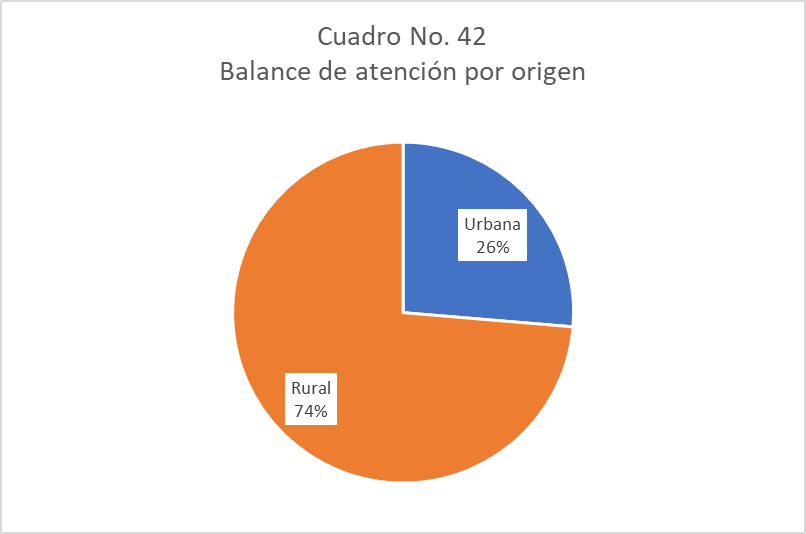 Cuadro No. 42
Balance de atención por origen
Urbana
26%
Rural
74%